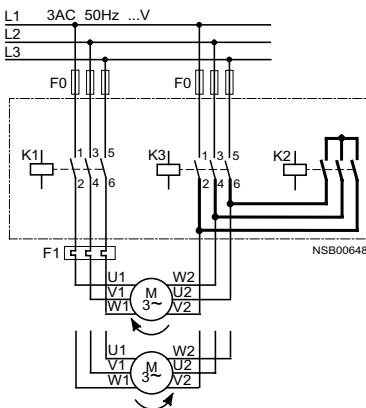 L1 3AC 50Hz ...V
L2
L3
F0 F0
K1 1 3 5 K3 1 3 5 K2
2 4 6 2 4 6
NSB00648
F1
U1 W2
V1 M U2
W1 3~ V2
U1 W2
V1 M U2
W1 3~ V2